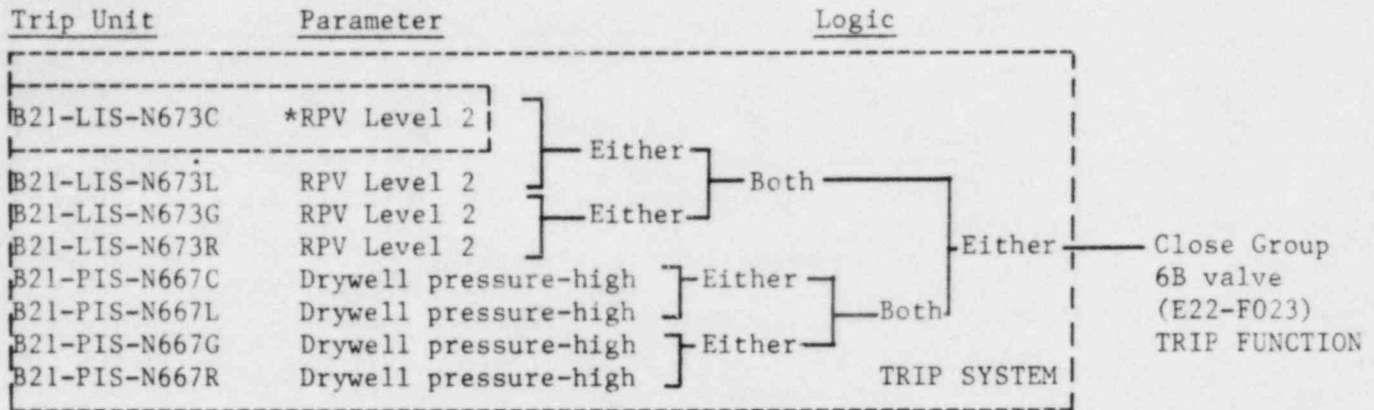 Trip Unit Parameter Logic
B21-LIS-N673C *RPV Level 2
Either
B21-LIS-N673L RPV Level 2 Both
B21-LIS-N673G RPV Level 2 Either
B21-LIS-N673R RPV Level 2 Either Close Group
B21-PIS-N667C Drywell pressure-high Either 6B valve
B21-PIS-N667L Drywell pressure-high Both (E22-F023)
B21-PIS-N667G Drywell pressure-high Either TRIP FUNCTION
B21-PIS-N667R Drywell pressure-high TRIP SYSTEM